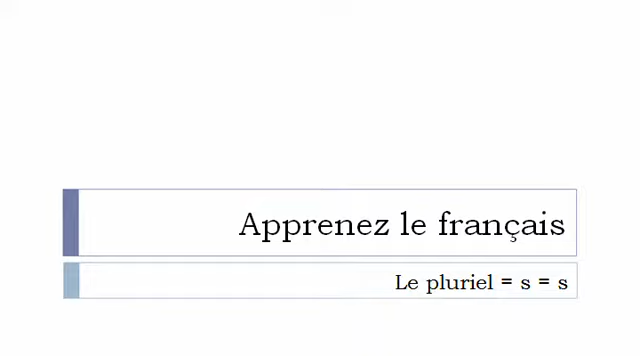 Apprenez le français
Le pluriel = s = s